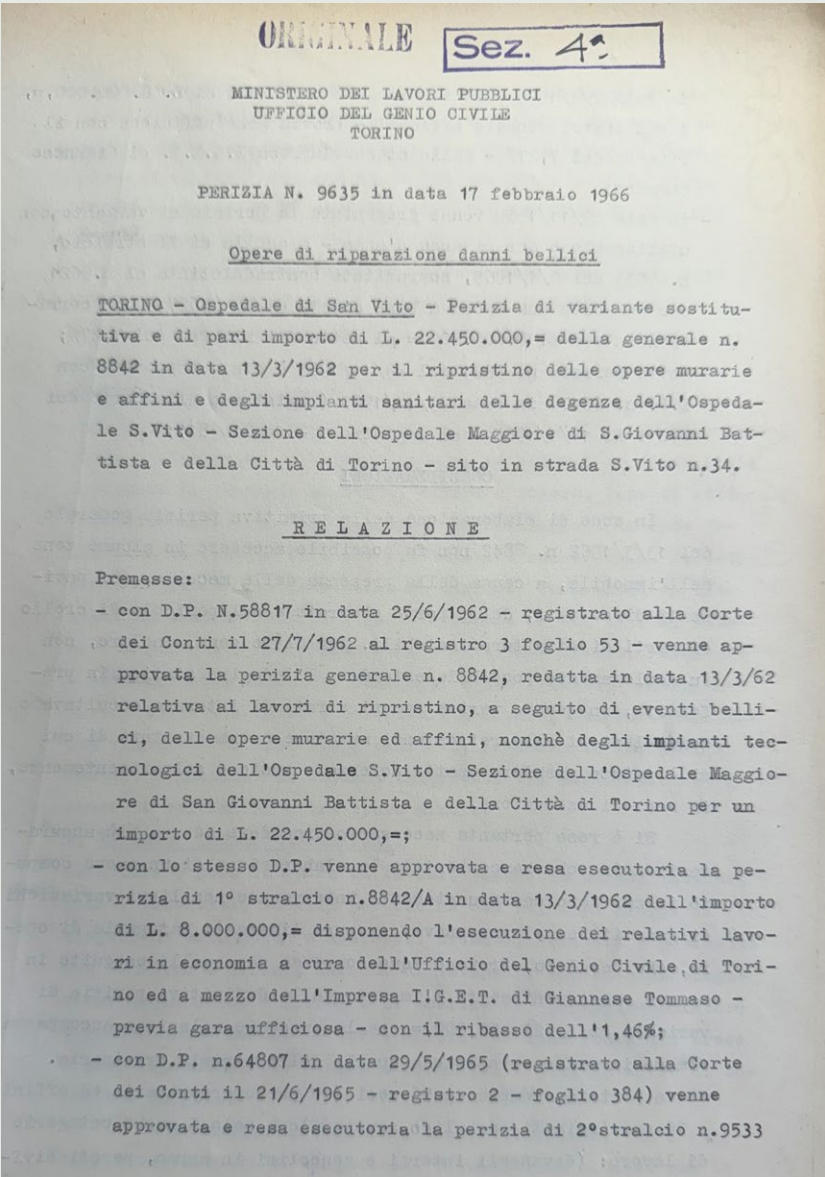 ORIGINALE
Sez. 4ª
MINISTERO DEI LAVORI PUBBLICI
UFFICIO DEL GENIO CIVILE
TORINO
PERIZIA N. 9635 in data 17 febbraio 1966
Opere di riparazione danni bellici
TORINO - Ospedale di San Vito - Perizia di variante sostitu-
tiva e di pari importo di L. 22.450.000,= della generale n.
8842 in data 13/3/1962 per il ripristino delle opere murarie
e affini e degli impianti sanitari delle degenze dell'Ospeda-
le S.Vito - Sezione dell'Ospedale Maggiore di S.Giovanni Bat-
tista e della Città di Torino - sito in strada S.Vito n.34.
R E L A Z I O N E
Premesse:
- con D.P. N.58817 in data 25/6/1962 - registrato alla Corte
dei Conti il 27/7/1962 al registro 3 foglio 53 - venne ap-
provata la perizia generale n. 8842, redatta in data 13/3/62
relativa ai lavori di ripristino, a seguito di eventi belli-
ci, delle opere murarie ed affini, nonchè degli impianti tec-
nologici dell'Ospedale S.Vito - Sezione dell'Ospedale Maggio-
re di San Giovanni Battista e della Città di Torino per un
importo di L. 22.450.000,=;
- con lo stesso D.P. venne approvata e resa esecutoria la pe-
rizia di 1° stralcio n.8842/A in data 13/3/1962 dell'importo
di L. 8.000.000,= disponendo l'esecuzione dei relativi lavo-
ri in economia a cura dell'Ufficio del Genio Civile di Tori-
no ed a mezzo dell'Impresa I.G.E.T. di Giannese Tommaso -
previa gara ufficiosa - con il ribasso dell'1,46%;
- con D.P. n.64807 in data 29/5/1965 (registrato alla Corte
dei Conti il 21/6/1965 - registro 2 - foglio 384) venne
approvata e resa esecutoria la perizia di 2°stralcio n.9533